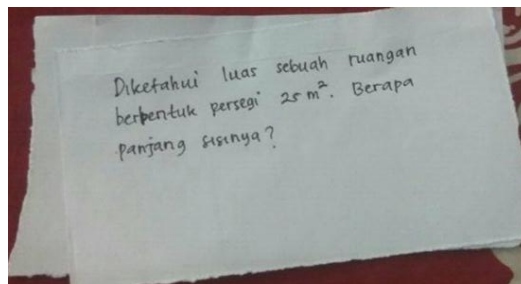 Diketahui luas sebuah ruangan
berbentuk persegi 25 m². Berapa
panjang sisinya?